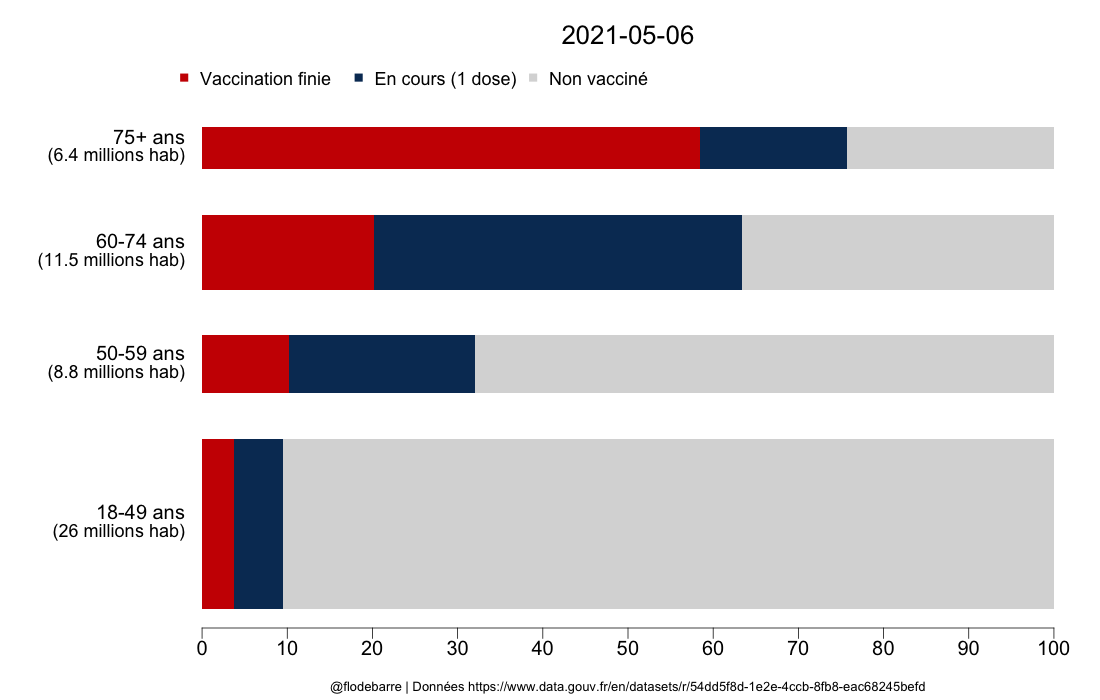 2021-05-06
Vaccination finie
En cours (1 dose)
Non vacciné
75+ ans
(6.4 millions hab)
60-74 ans
(11.5 millions hab)
50-59 ans
(8.8 millions hab)
18-49 ans
(26 millions hab)
0 10 20 30 40 50 60 70 80 90 100
@flodebarre | Données https://www.data.gouv.fr/en/datasets/r/54dd5f8d-1e2e-4ccb-8fb8-eac68245befd